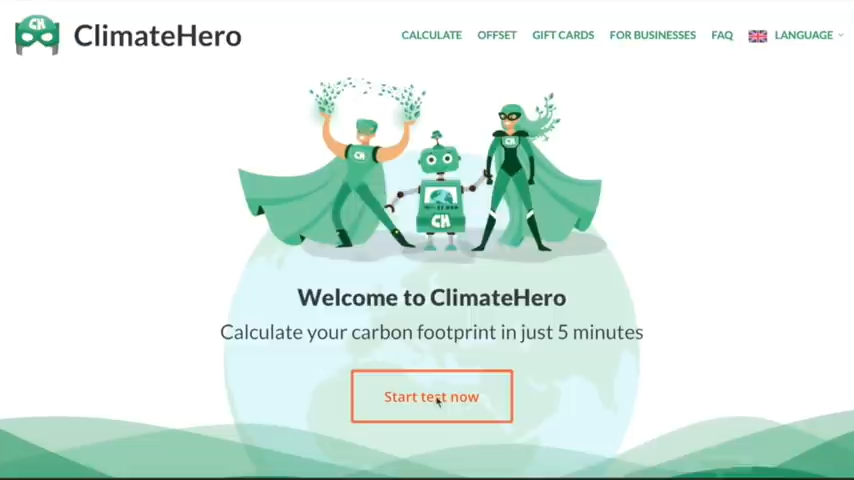 CH ClimateHero
CALCULATE OFFSET GIFT CARDS FOR BUSINESSES FAQ LANGUAGE
CH
CH
CH
Welcome to ClimateHero
Calculate your carbon footprint in just 5 minutes
Start test now